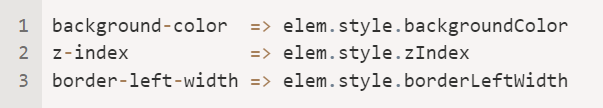 1 background-color => elem.style.backgroundColor
2 z-index => elem.style.zIndex
3 border-left-width => elem.style.borderLeftWidth